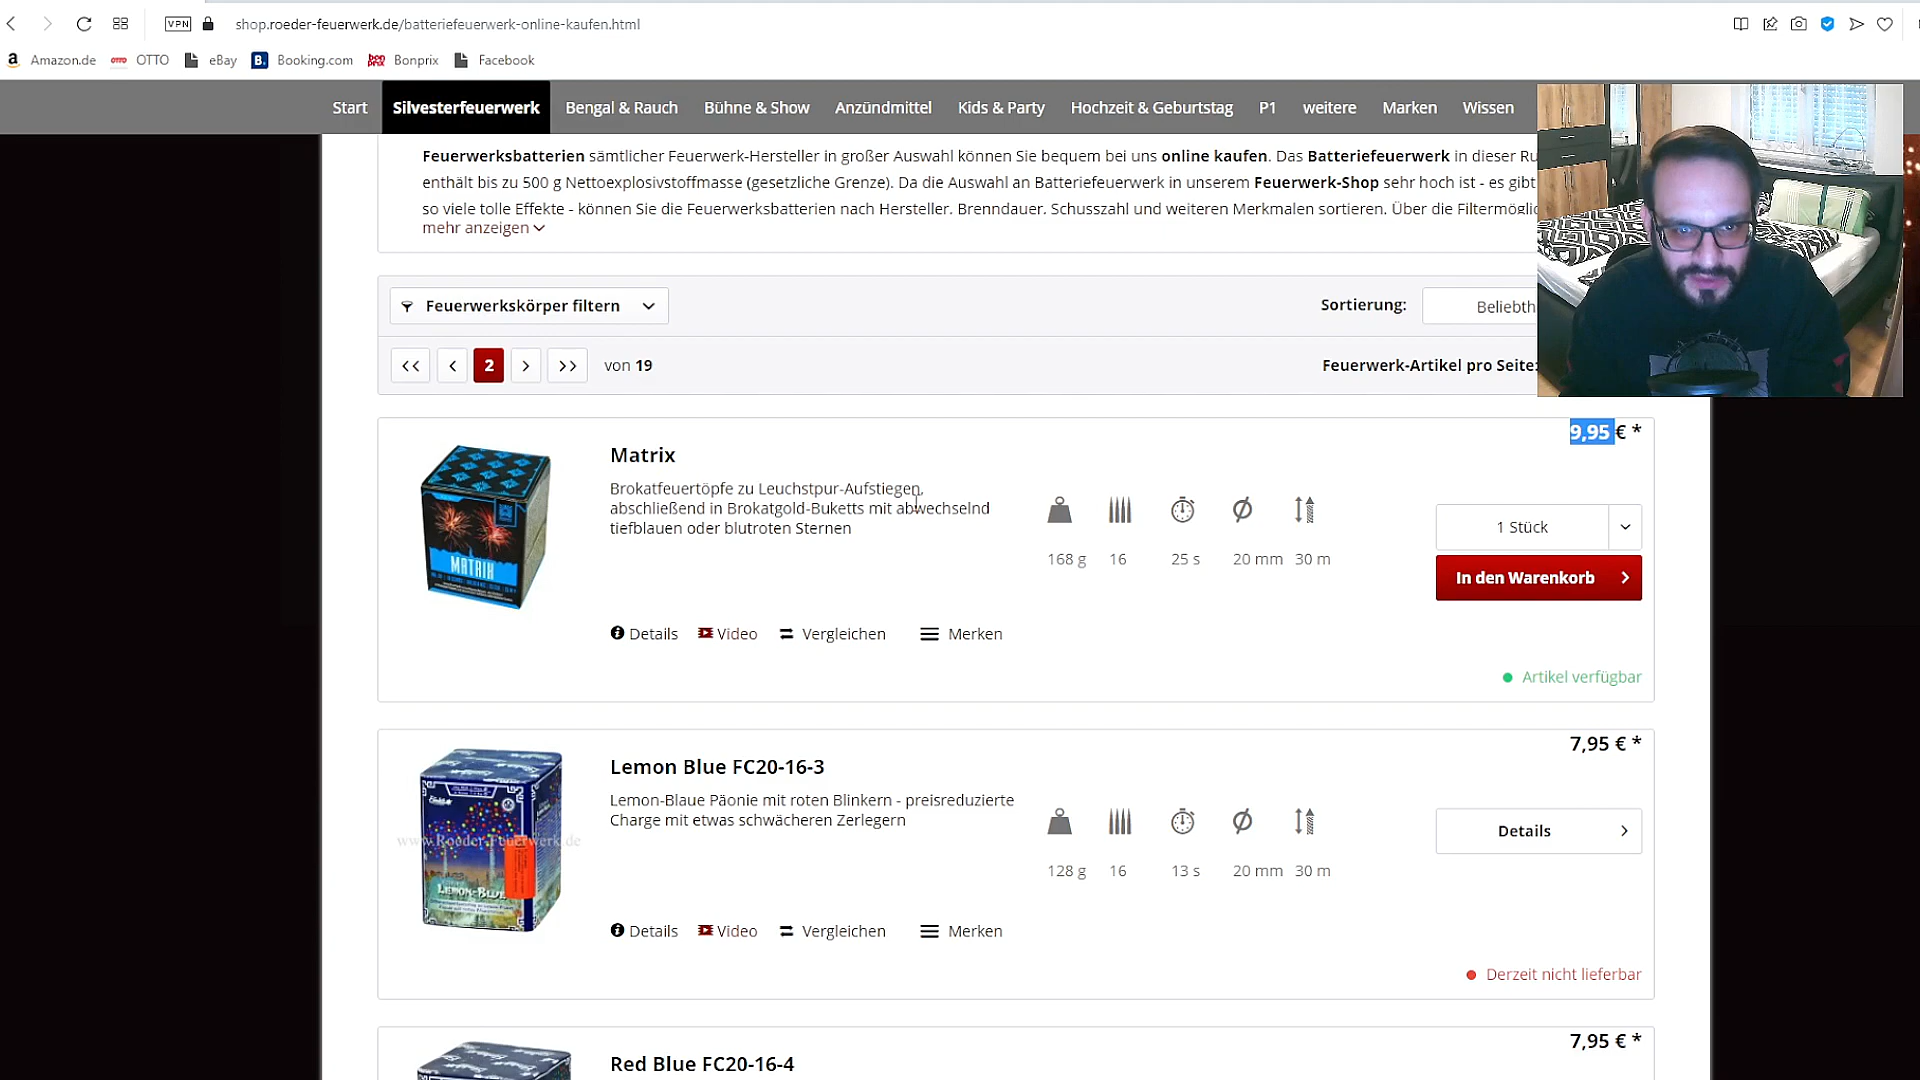 VPN shop.roeder-feuerwerk.de/batteriefeuerwerk-online-kaufen.html
Amazon.de OTTO OTTO eBay B. Booking.com bon prix Bonprix Facebook
Start Silvesterfeuerwerk Bengal & Rauch Bühne & Show Anzündmittel Kids & Party Hochzeit & Geburtstag P1 weitere Marken Wissen
Feuerwerksbatterien sämtlicher Feuerwerk-Hersteller in großer Auswahl können Sie bequem bei uns online kaufen. Das Batteriefeuerwerk in dieser Ru
enthält bis zu 500 g Nettoexplosivstoffmasse (gesetzliche Grenze). Da die Auswahl an Batteriefeuerwerk in unserem Feuerwerk-Shop sehr hoch ist - es gibt
so viele tolle Effekte - können Sie die Feuerwerksbatterien nach Hersteller, Brenndauer, Schusszahl und weiteren Merkmalen sortieren. Über die Filtermöglic
mehr anzeigen
Feuerwerkskörper filtern
Sortierung: Beliebth
<< < 2 > >> von 19
Feuerwerk-Artikel pro Seite:
9,95 € *
Matrix
Brokatfeuertöpfe zu Leuchstpur-Aufstiegen,
abschließend in Brokatgold-Buketts mit abwechselnd
tiefblauen oder blutroten Sternen
168 g 16 25 s 20 mm 30 m
1 Stück
In den Warenkorb
MATRIX
Details Video Vergleichen Merken
Artikel verfügbar
7,95 € *
Lemon Blue FC20-16-3
Lemon-Blaue Päonie mit roten Blinkern - preisreduzierte
Charge mit etwas schwächeren Zerlegern
128 g 16 13 s 20 mm 30 m
Details
www.Roeder-Feuerwerk.de
LEMON-BLUE
Details Video Vergleichen Merken
Derzeit nicht lieferbar
7,95 € *
Red Blue FC20-16-4